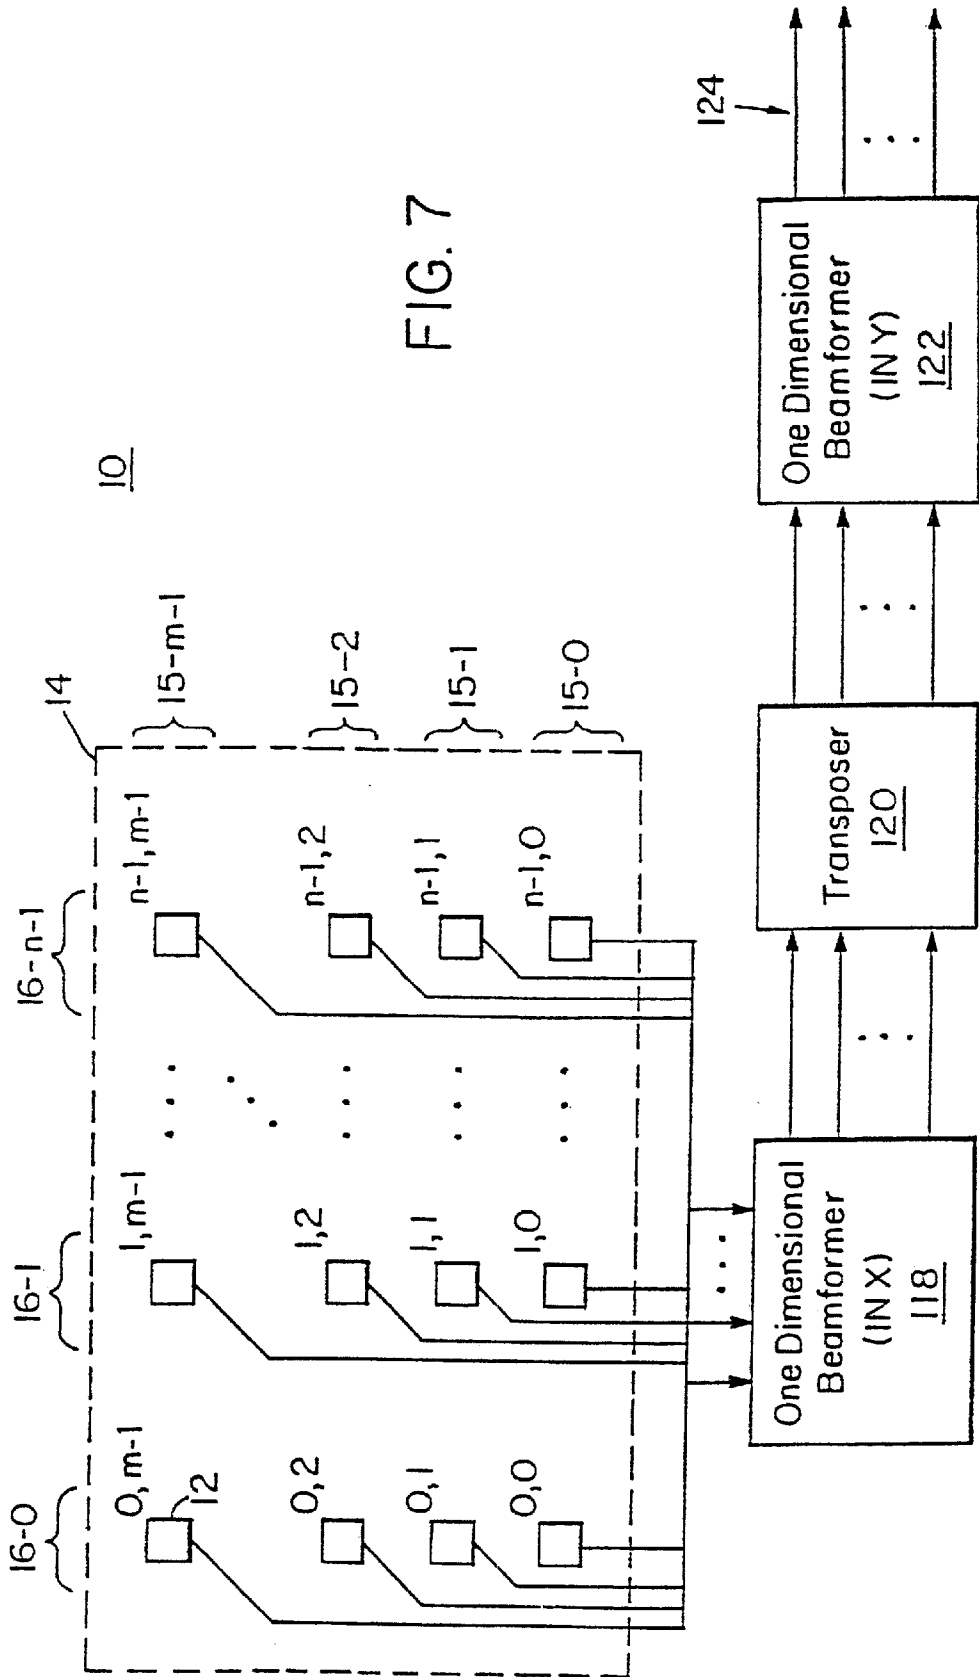 10
14
16-0
16-1
16-n-1
0,m-1
1,m-1
n-1,m-1
15-m-1
12
0,2
1,2
n-1,2
15-2
0,1
1,1
n-1,1
15-1
0,0
1,0
n-1,0
15-0
FIG. 7
One Dimensional
Beamformer
(IN X)
118
Transposer
120
One Dimensional
Beamformer
(IN Y)
122
124